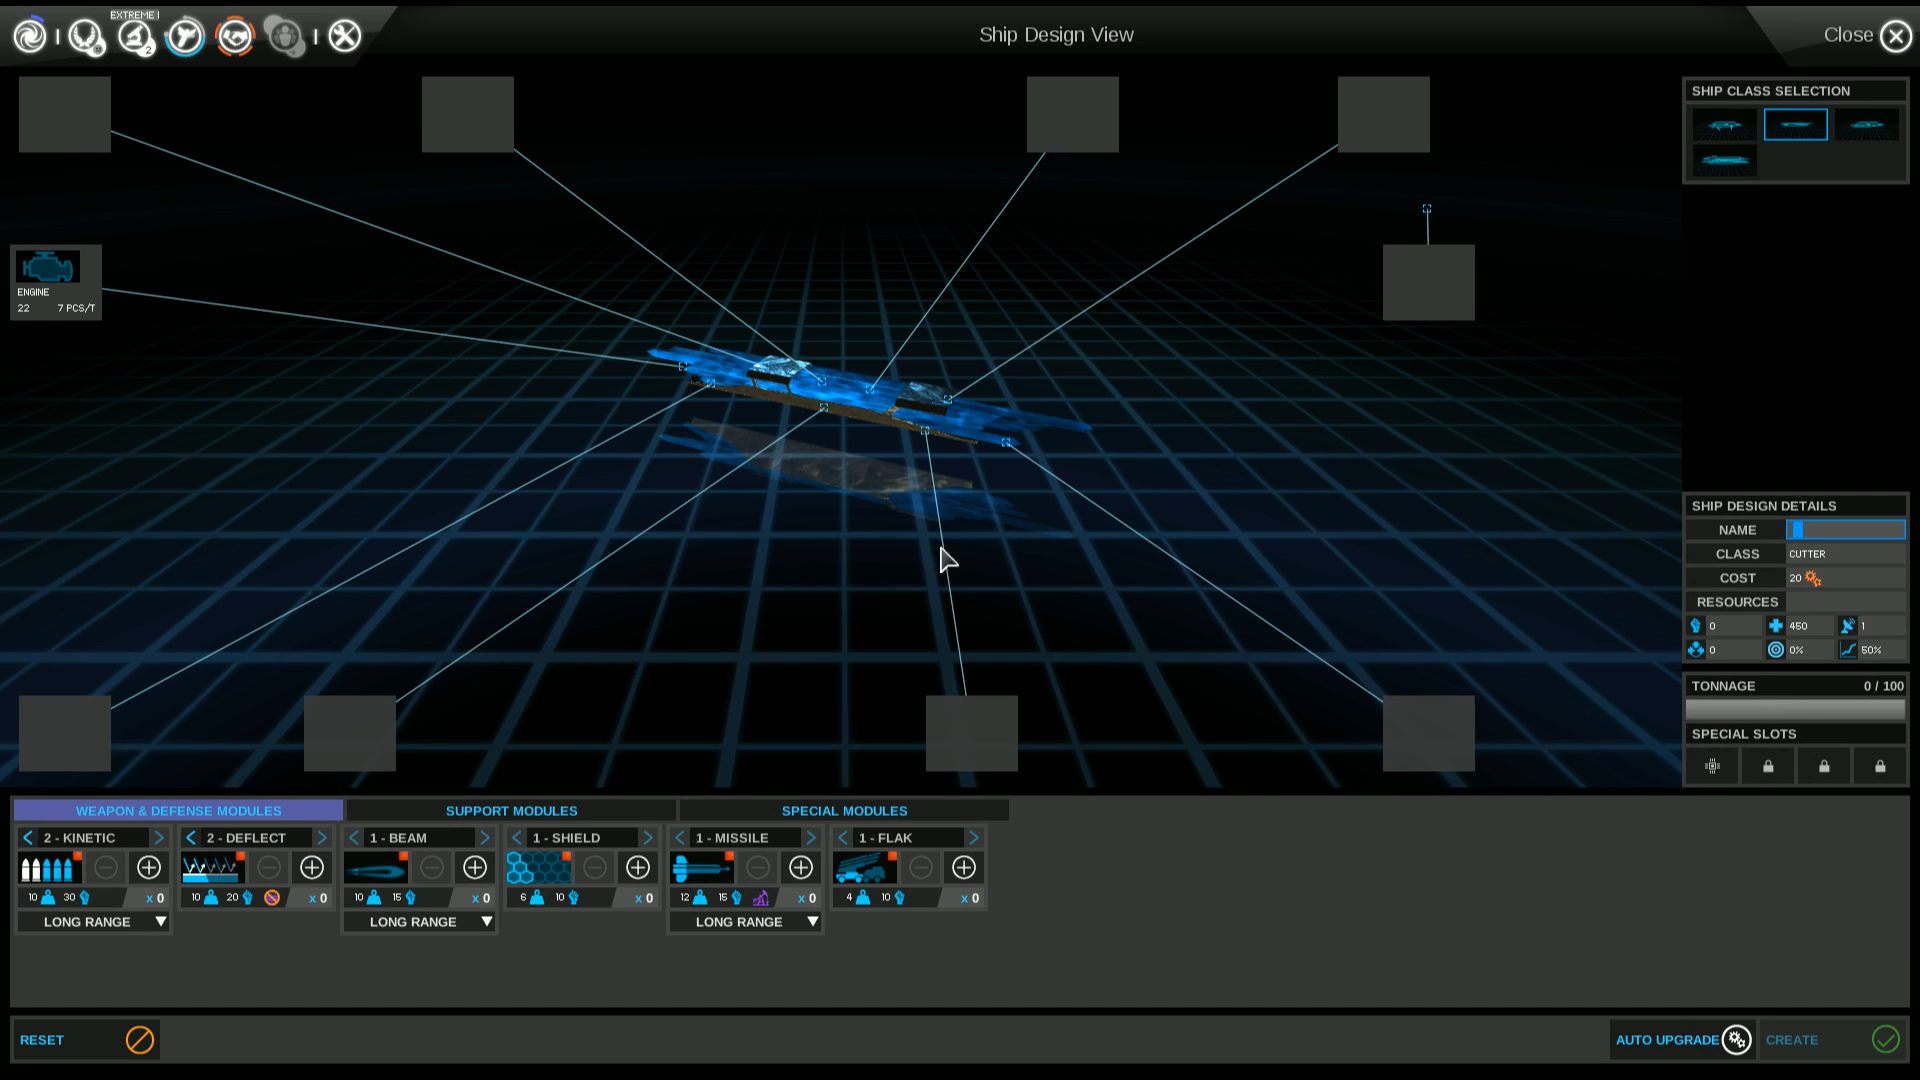 EXTREME !
2
Ship Design View
Close
SHIP CLASS SELECTION
ENGINE
22 7 PCS/T
SHIP DESIGN DETAILS
NAME
CLASS CUTTER
COST 20
RESOURCES
0 450 1
0 0% 50%
TONNAGE 0 / 100
SPECIAL SLOTS
WEAPON & DEFENSE MODULES SUPPORT MODULES SPECIAL MODULES
2 - KINETIC 2 - DEFLECT 1 - BEAM 1 - SHIELD 1 - MISSILE 1 - FLAK
10 30 x 0 10 20 x 0 10 15 x 0 6 10 x 0 12 15 x 0 4 10 x 0
LONG RANGE LONG RANGE LONG RANGE
RESET AUTO UPGRADE CREATE